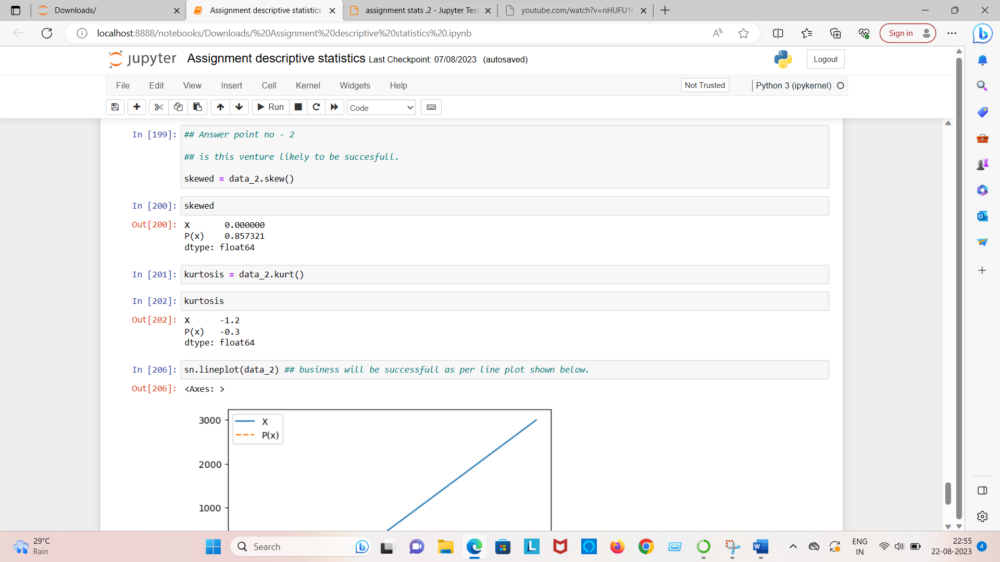 Downloads/
Assignment descriptive statistics
assignment stats .2 - Jupyter Text
youtube.com/watch?v=nHUFU1C
localhost:8888/notebooks/Downloads/%20Assignment%20descriptive%20statistics%20.ipynb
Sign in
jupyter Assignment descriptive statistics Last Checkpoint: 07/08/2023 (autosaved)
Logout
File Edit View Insert Cell Kernel Widgets Help
Not Trusted
Python 3 (ipykernel)
Run
Code
In [199]: ## Answer point no - 2
## is this venture likely to be succesfull.
skewed = data_2.skew()
In [200]: skewed
Out[200]: X 0.000000
P(x) 0.857321
dtype: float64
In [201]: kurtosis = data_2.kurt()
In [202]: kurtosis
Out[202]: X -1.2
P(x) -0.3
dtype: float64
In [206]: sn.lineplot(data_2) ## business will be successfull as per line plot shown below.
Out[206]: <Axes: >
3000
X
P(x)
2000
1000
29°C
Rain
Search
ENG
IN
22:55
22-08-2023
4